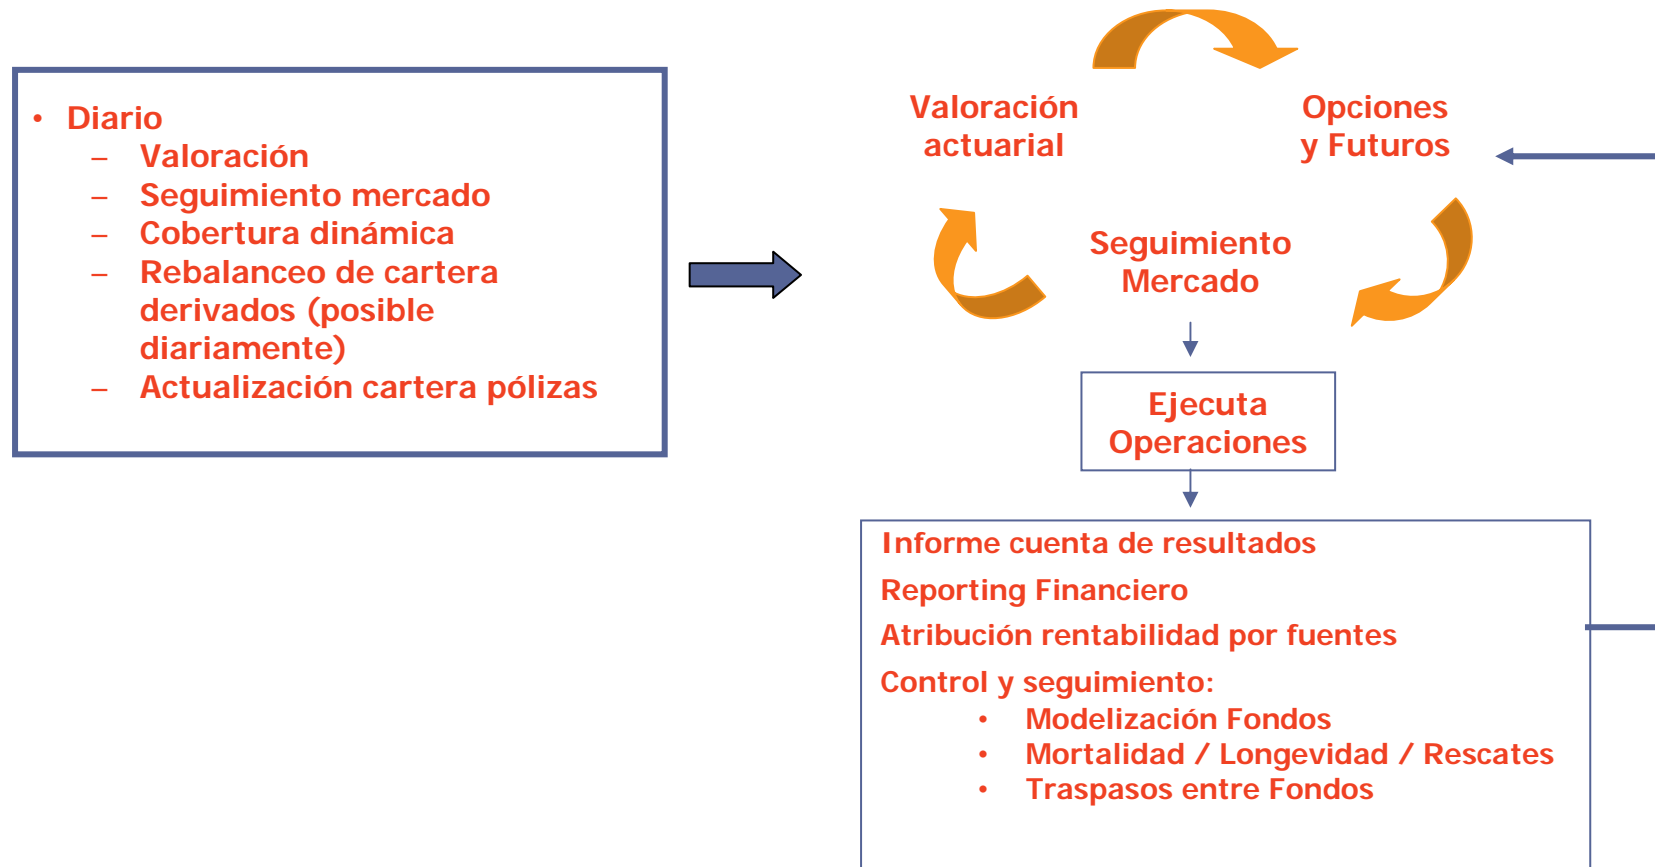 • Diario
– Valoración
– Seguimiento mercado
– Cobertura dinámica
– Rebalanceo de cartera
derivados (posible
diariamente)
– Actualización cartera pólizas
Valoración
actuarial
Opciones
y Futuros
Seguimiento
Mercado
Ejecuta
Operaciones
Informe cuenta de resultados
Reporting Financiero
Atribución rentabilidad por fuentes
Control y seguimiento:
• Modelización Fondos
• Mortalidad / Longevidad / Rescates
• Traspasos entre Fondos